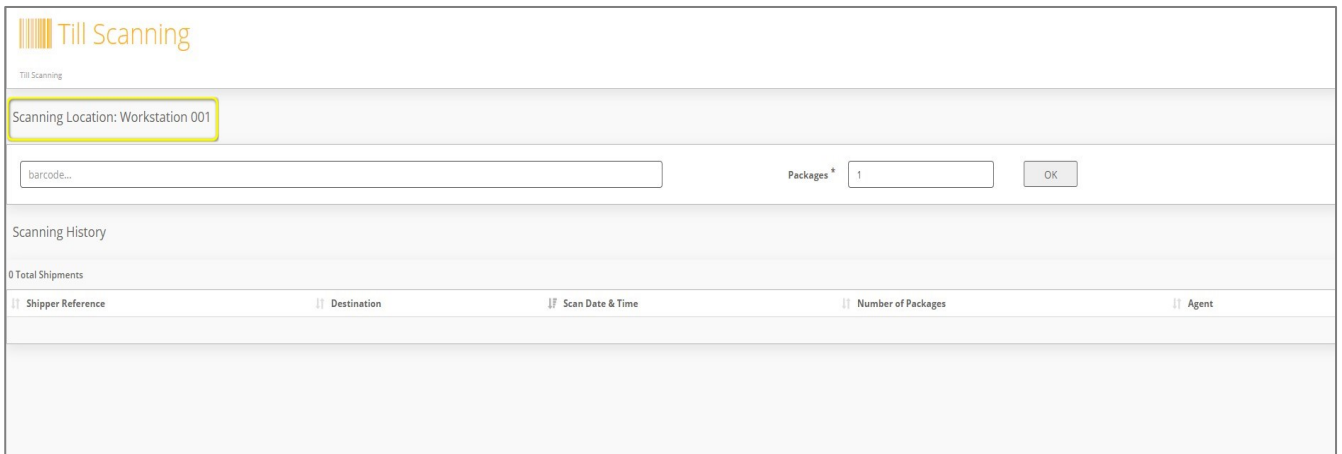 Till Scanning
Till Scanning
Scanning Location: Workstation 001
barcode... Packages * 1 OK
Scanning History
0 Total Shipments
Shipper Reference Destination Scan Date & Time Number of Packages Agent